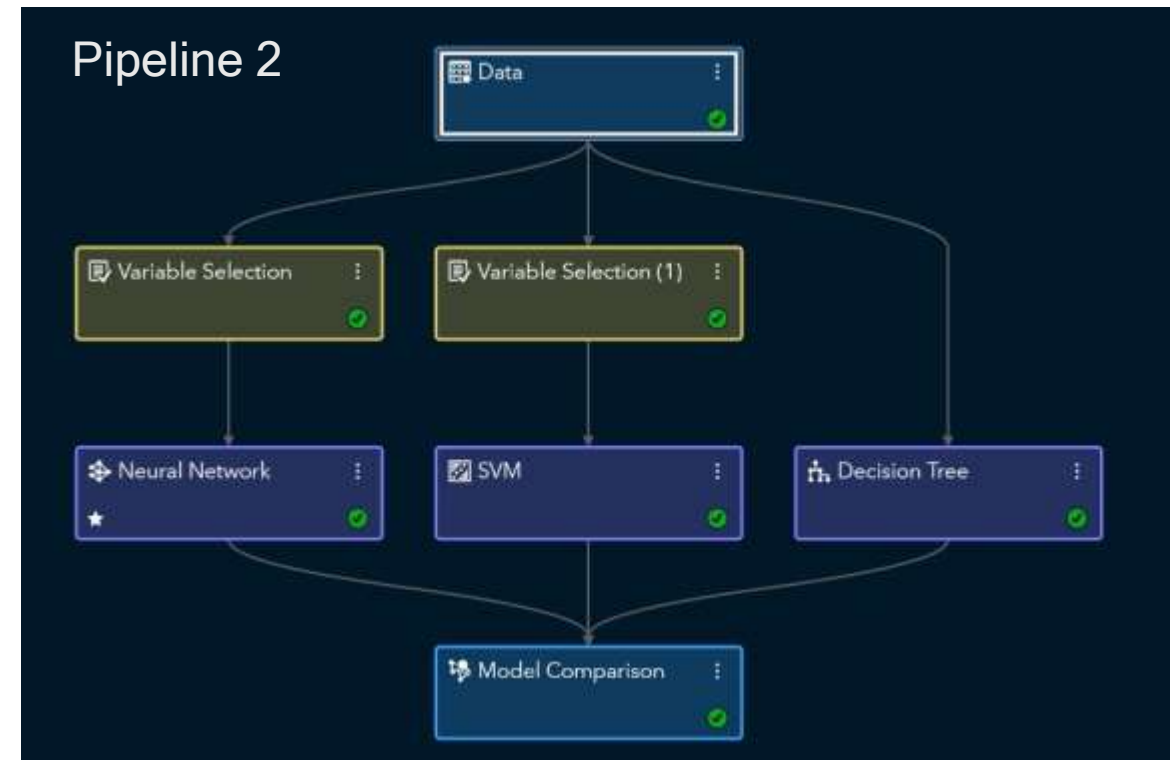 Pipeline 2
Data
Variable Selection
Variable Selection (1)
Neural Network
SVM
Decision Tree
Model Comparison